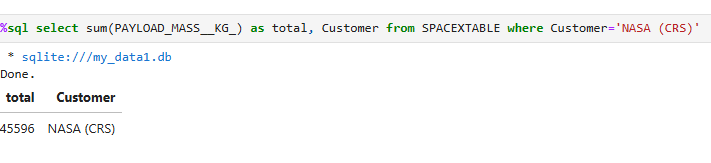 %sql select sum(PAYLOAD_MASS__KG_) as total, Customer from SPACEXTABLE where Customer='NASA (CRS)'
* sqlite:///my_data1.db
Done.
total Customer
45596 NASA (CRS)